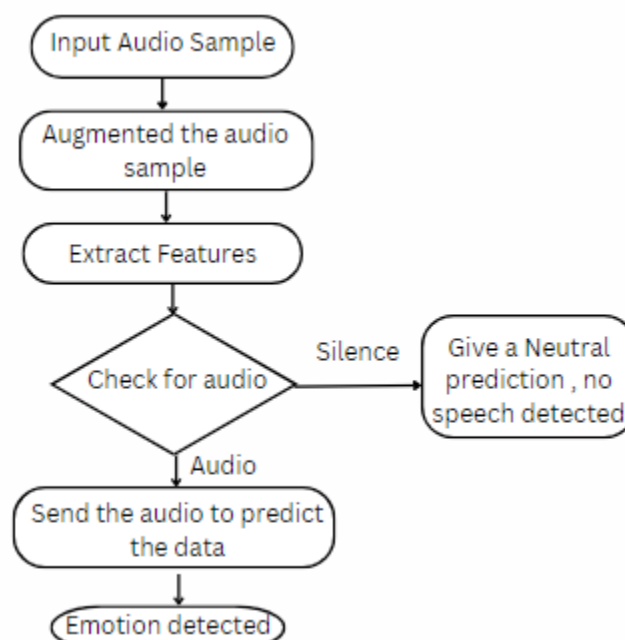 Input Audio Sample
Augmented the audio
sample
Extract Features
Check for audio
Silence
Give a Neutral
prediction , no
speech detected
Audio
Send the audio to predict
the data
Emotion detected